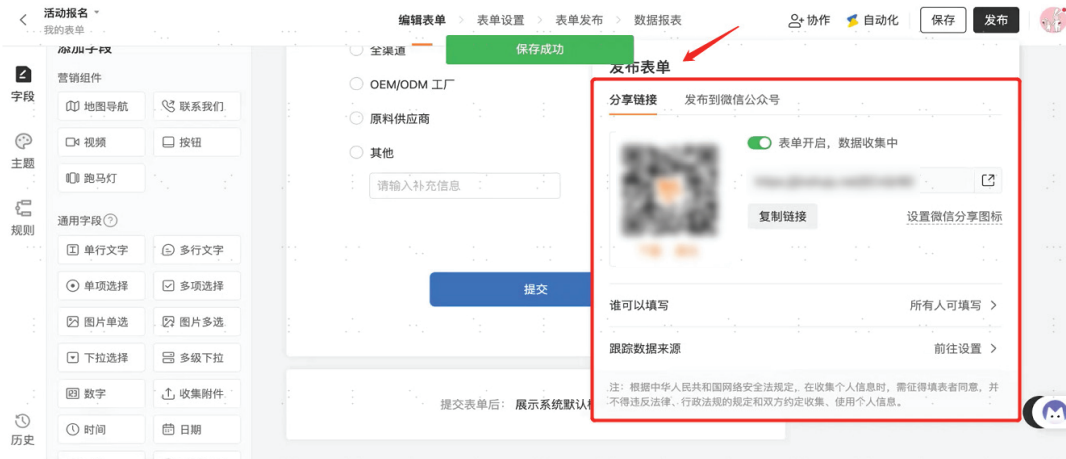 活动报名
我的表单
编辑表单 > 表单设置 > 表单发布 > 数据报表
协作
自动化
保存
发布
添加字段
字段
主题
规则
历史
营销组件
地图导航 联系我们
视频 按钮
跑马灯
通用字段
单行文字 多行文字
单项选择 多项选择
图片单选 图片多选
下拉选择 多级下拉
数字 收集附件
时间 日期
保存成功
全渠道
OEM/ODM 工厂
原料供应商
其他
请输入补充信息
提交
提交表单后: 展示系统默认
发布表单
分享链接 发布到微信公众号
表单开启,数据收集中
复制链接 设置微信分享图标
谁可以填写 所有人可填写
跟踪数据来源 前往设置
注:根据中华人民共和国网络安全法规定,在收集个人信息时,需征得填表者同意,并
不得违反法律、行政法规的规定和双方约定收集、使用个人信息。